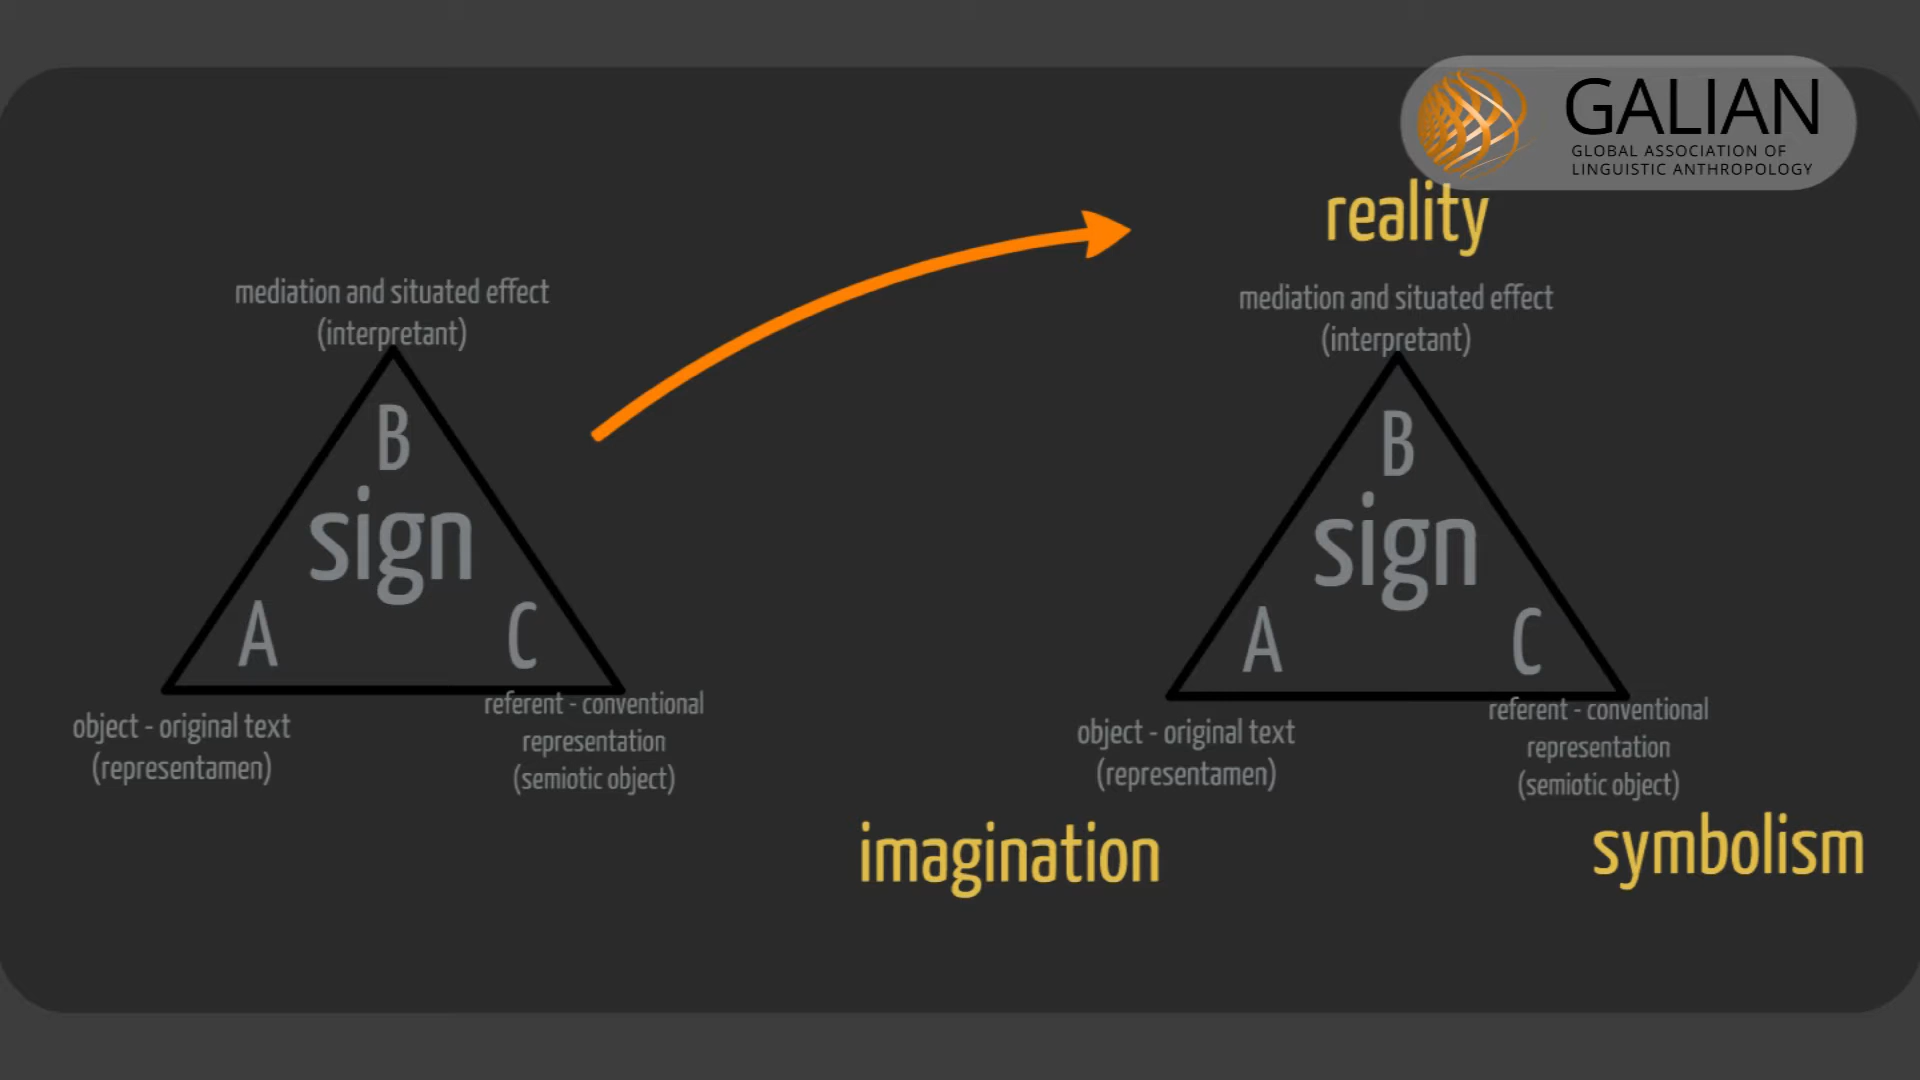 GALIAN
GLOBAL ASSOCIATION OF
LINGUISTIC ANTHROPOLOGY
mediation and situated effect
(interpretant)
B
sign
A
C
object - original text
(representamen)
referent - conventional
representation
(semiotic object)
reality
mediation and situated effect
(interpretant)
B
sign
A
C
object - original text
(representamen)
referent - conventional
representation
(semiotic object)
imagination
symbolism